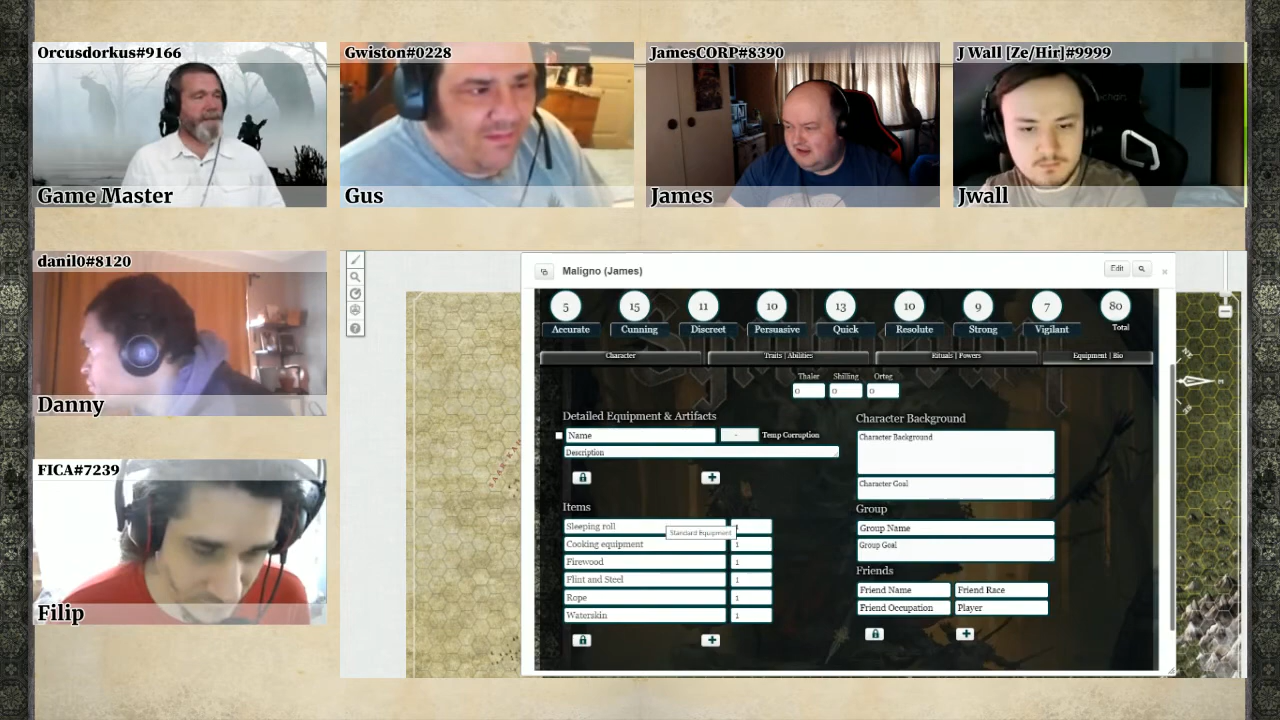 Orcusdorkus#9166
Gwiston#0228
JamesCORP#8390
J Wall [Ze/Hir]#9999
Game Master
Gus
James
Jwall
danil0#8120
Danny
FICA#7239
Filip
Maligno (James)
Edit
5 15 11 10 13 10 9 7 80
Accurate Cunning Discreet Persuasive Quick Resolute Strong Vigilant Total
Character Traits | Abilities Rituals | Powers Equipment | Bio
Thaler Shilling Orteg
0 0 0
Detailed Equipment & Artifacts
Name - Temp Corruption
Description
Items
Sleeping roll 1
Standard Equipment
Cooking equipment 1
Firewood 1
Flint and Steel 1
Rope 1
Waterskin 1
Character Background
Character Background
Character Goal
Group
Group Name
Group Goal
Friends
Friend Name Friend Race
Friend Occupation Player